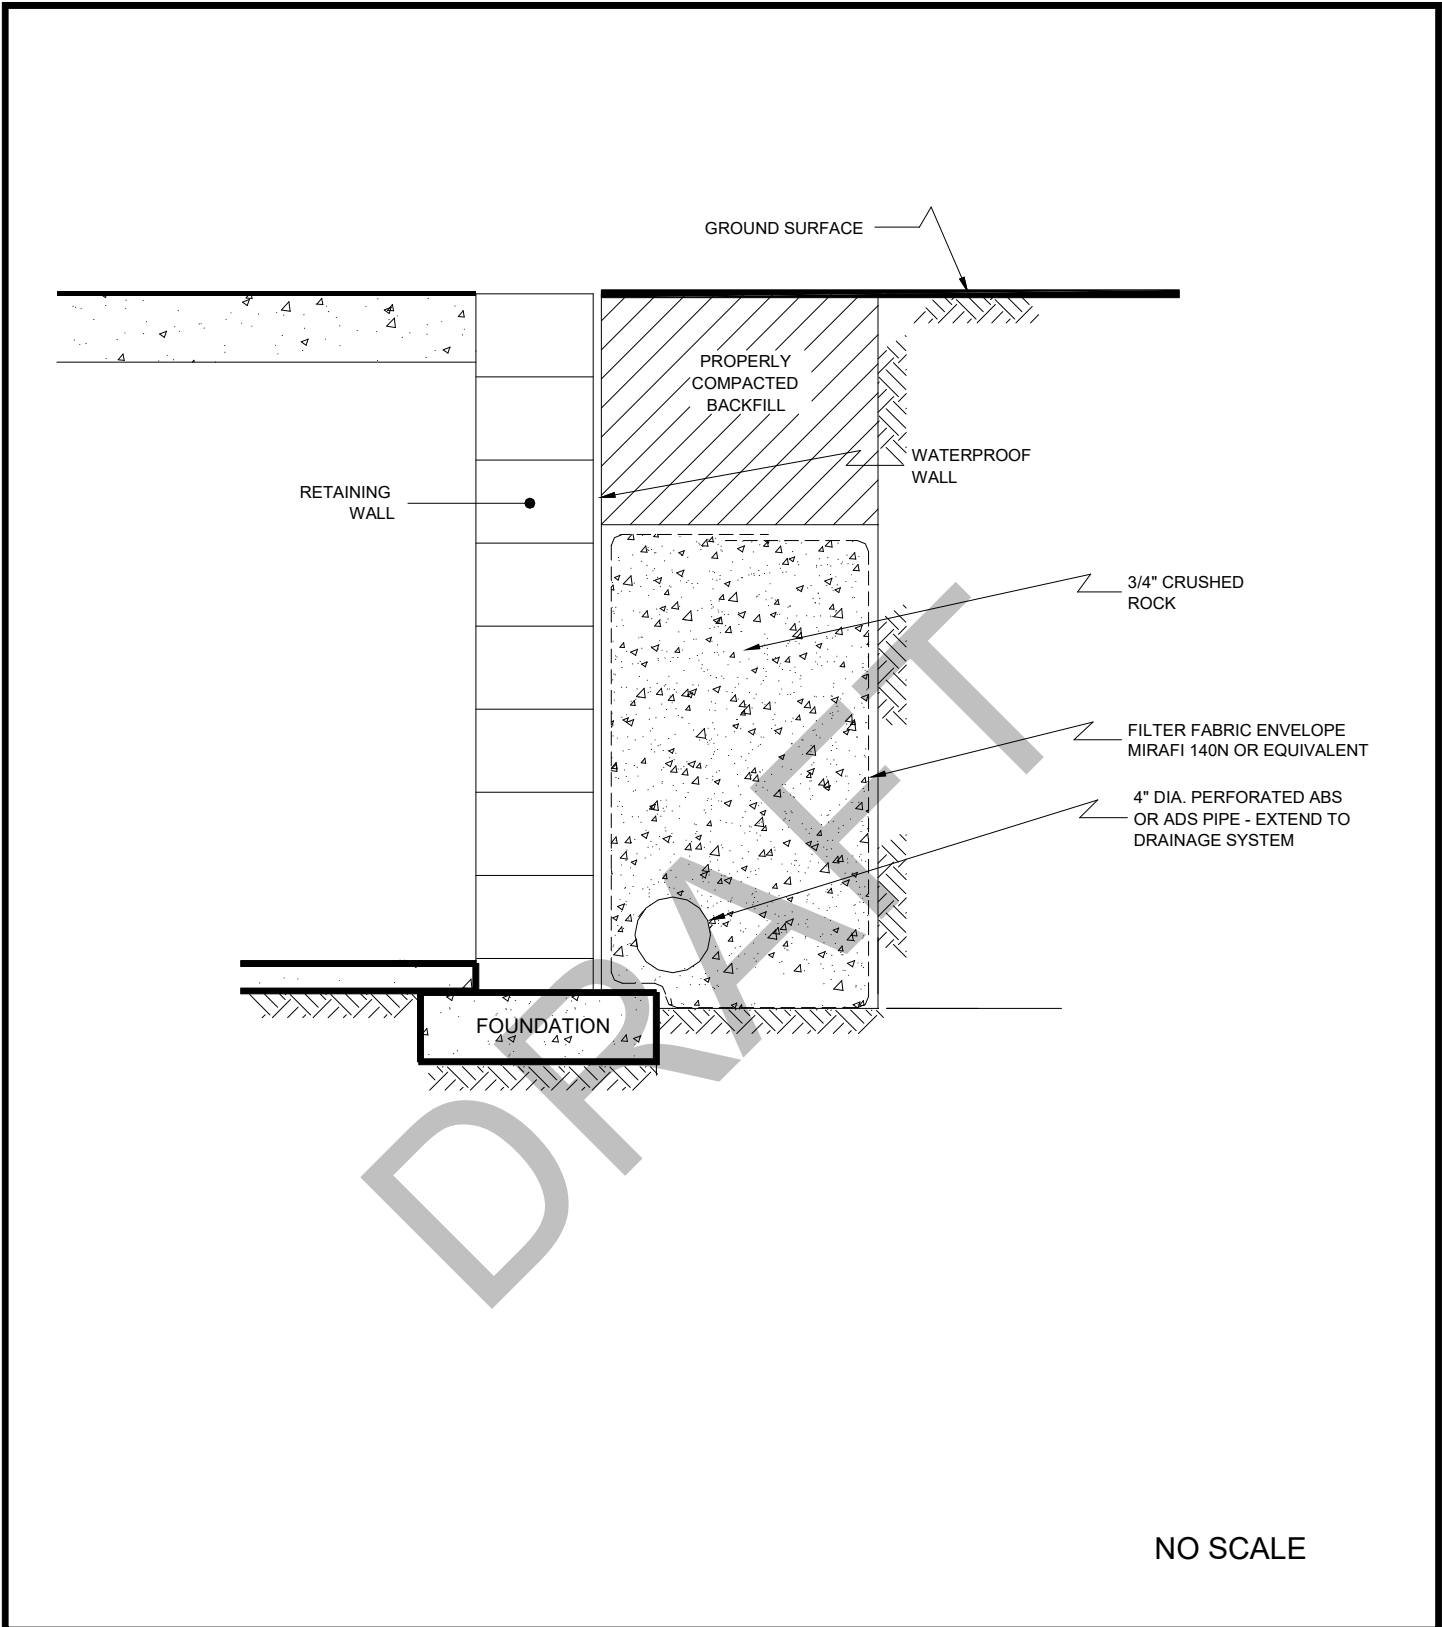 GROUND SURFACE
PROPERLY
COMPACTED
BACKFILL
WATERPROOF
WALL
RETAINING
WALL
3/4" CRUSHED
ROCK
FILTER FABRIC ENVELOPE
MIRAFI 140N OR EQUIVALENT
4" DIA. PERFORATED ABS
OR ADS PIPE - EXTEND TO
DRAINAGE SYSTEM
FOUNDATION
DRAFT
NO SCALE